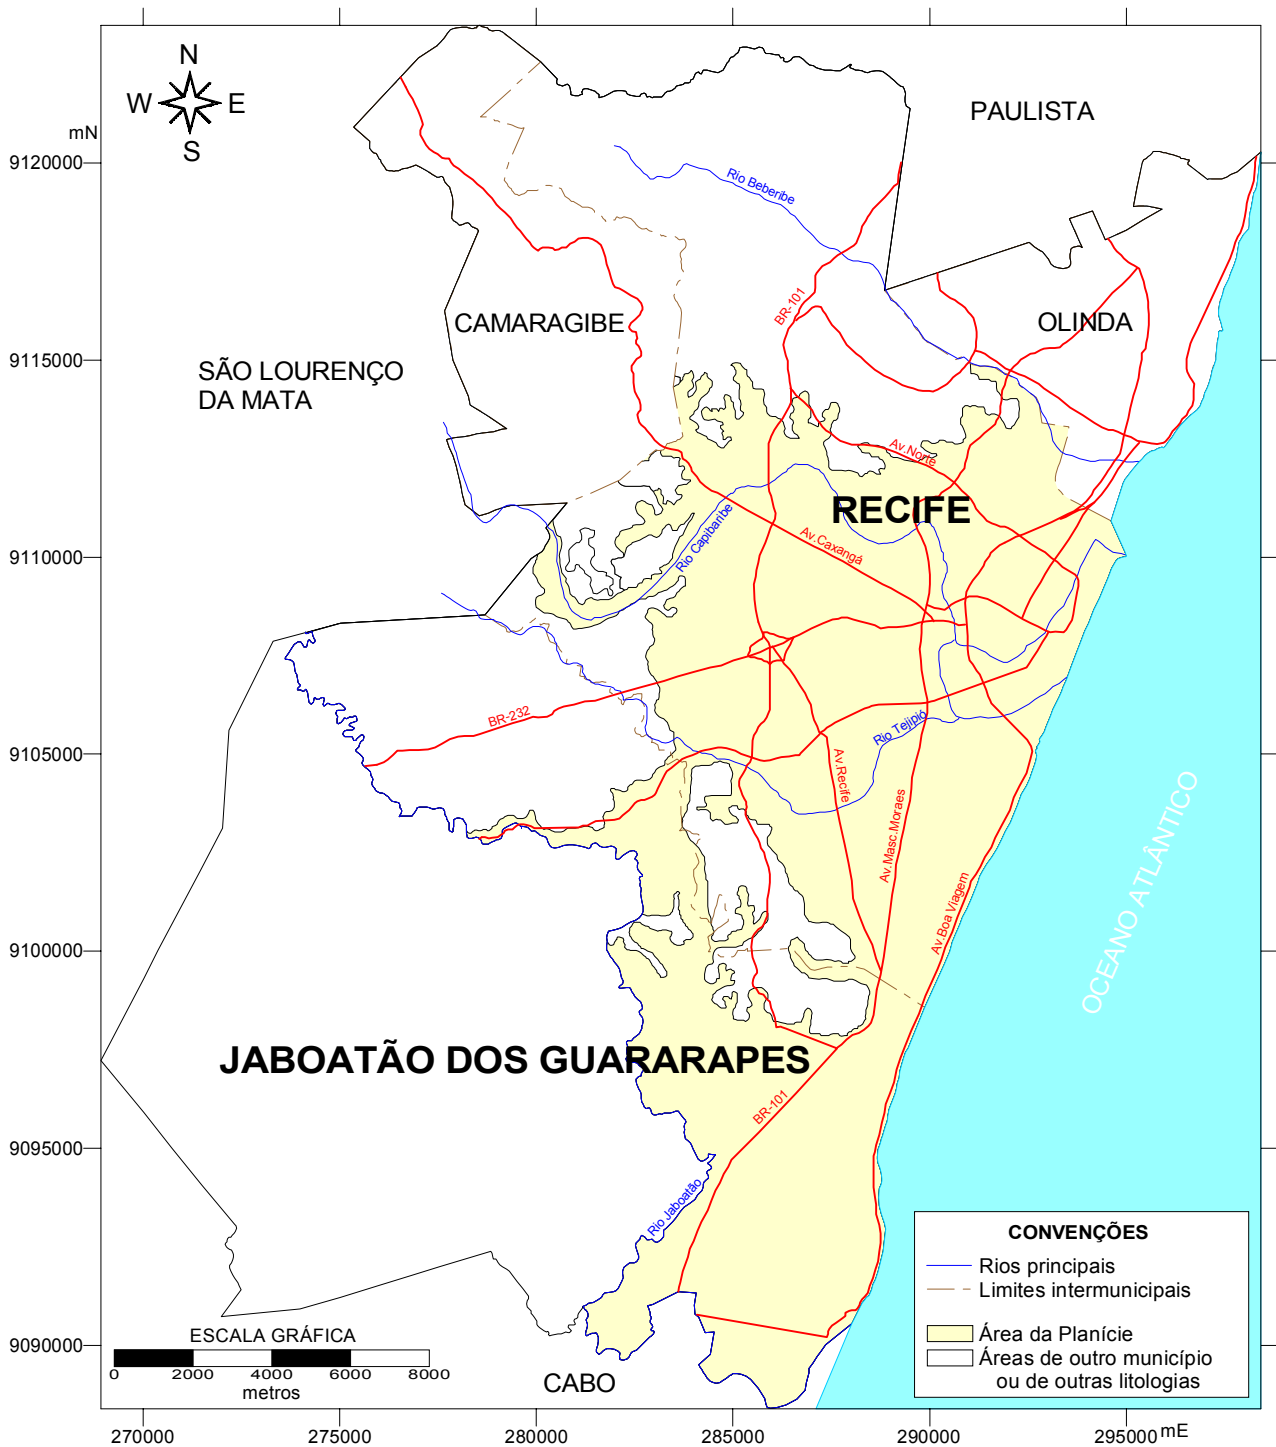 N
W E
S
mN
PAULISTA
9120000
Rio Beberibe
BR-101
CAMARAGIBE
OLINDA
9115000
SÃO LOURENÇO
DA MATA
Av.Norte
RECIFE
Rio Capibaribe
Av.Caxangá
9110000
BR-232
Rio Tejipió
9105000
Av.Recife
Av.Masc.Moraes
OCEANO ATLÂNTICO
Av.Boa Viagem
9100000
JABOATÃO DOS GUARARAPES
BR-101
9095000
Rio Jaboatão
CONVENÇÕES
Rios principais
Limites intermunicipais
Área da Planície
Áreas de outro município
ou de outras litologias
ESCALA GRÁFICA
9090000
0 2000 4000 6000 8000
metros
CABO
270000 275000 280000 285000 290000 295000 mE